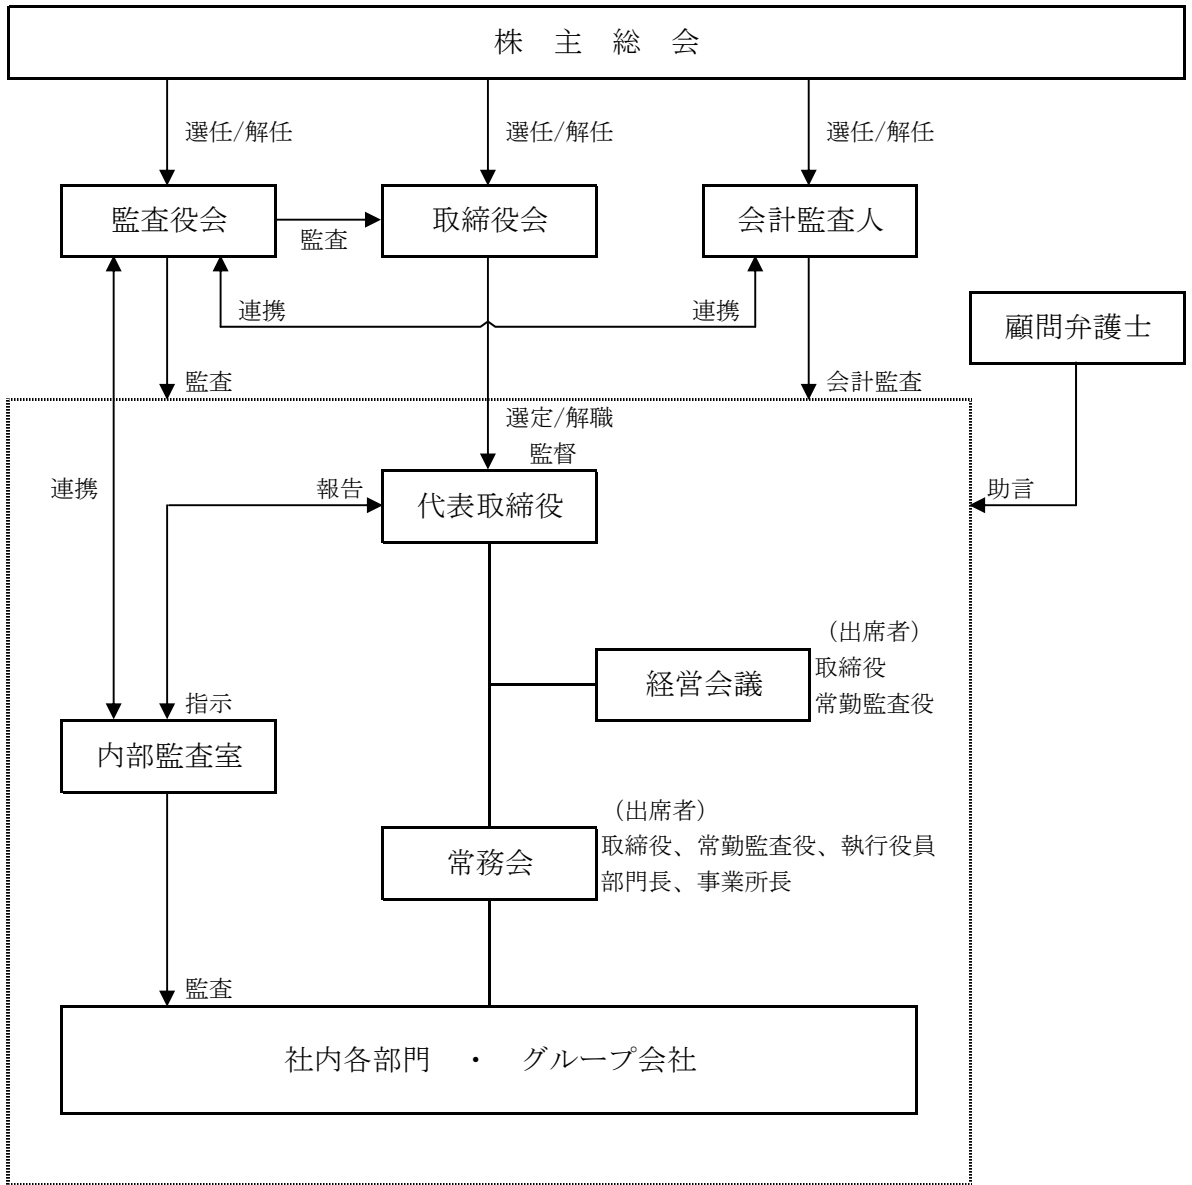 株　主　総　会
選任/解任
選任/解任
選任/解任
監査役会
取締役会
会計監査人
監査
連携
連携
顧問弁護士
監査
会計監査
選定/解職
監督
連携
報告
代表取締役
助言
（出席者）
取締役
常勤監査役
経営会議
指示
内部監査室
（出席者）
取締役、常勤監査役、執行役員
部門長、事業所長
常務会
監査
社内各部門　・　グループ会社